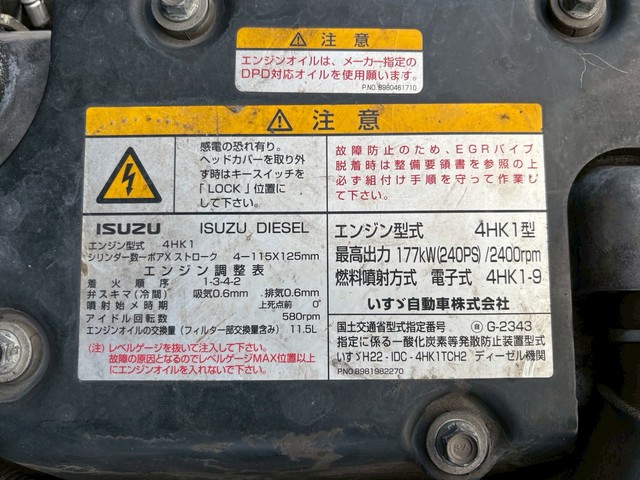 注意
エンジンオイルは、メーカー指定の
DPD対応オイルを使用願います。
P.NO.8980461710
注意
感電の恐れ有り。
ヘッドカバーを取り外
ず時はキースイッチを
「LOCK」位置に
して下さい。
故障防止のため、EGRパイプ
脱着時は整備要領書を参照の上
必ず組付け手順を守って作業し
て下さい。
ISUZU ISUZU DIESEL
エンジン型式 4HK1
シリンダ数ーボアXストローク 4ー115X125mm
エンジン調整表
着火順序 1-3-4-2
弁スキマ(冷間) 吸気0.6mm 排気0.6mm
噴射始メ時期 上死点前 0°
アイドル回転数 580rpm
エンジンオイルの交換量(フィルター部交換量含み) 11.5L
(注)レベルゲージを抜いて注入して下さい。
故障の原因となるのでレベルゲージMAX位置以上
にエンジンオイルを入れないで下さい。
エンジン型式 4HK1型
最高出力 177kW(240PS)/2400rpm
燃料噴射方式 電子式 4HK1-9
いすゞ自動車株式会社
国土交通省型式指定番号 G-2343
指定に係る一酸化炭素等発散防止装置型式
いすゞH22-IDC-4HK1TCH2 ディーゼル機関
P.NO.8981982270